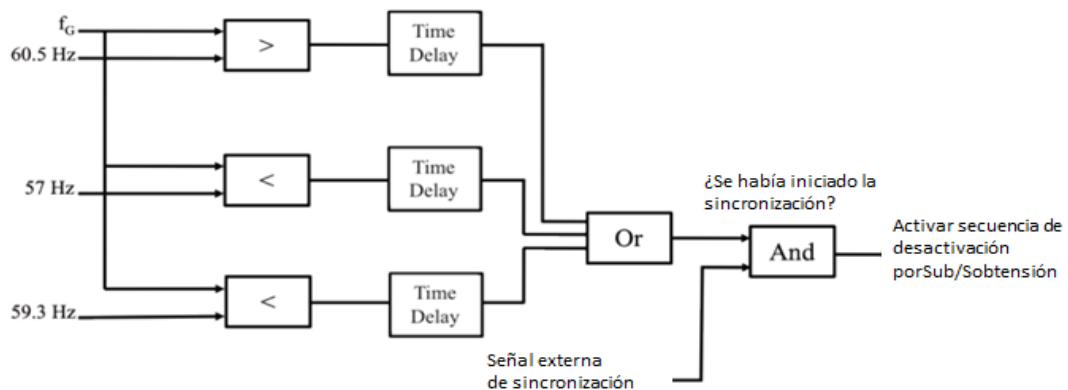 f_G
60.5 Hz
>
Time
Delay
57 Hz
<
Time
Delay
59.3 Hz
<
Time
Delay
Or
¿Se había iniciado la
sincronización?
And
Activar secuencia de
desactivación
porSub/Sobtensión
Señal externa
de sincronización